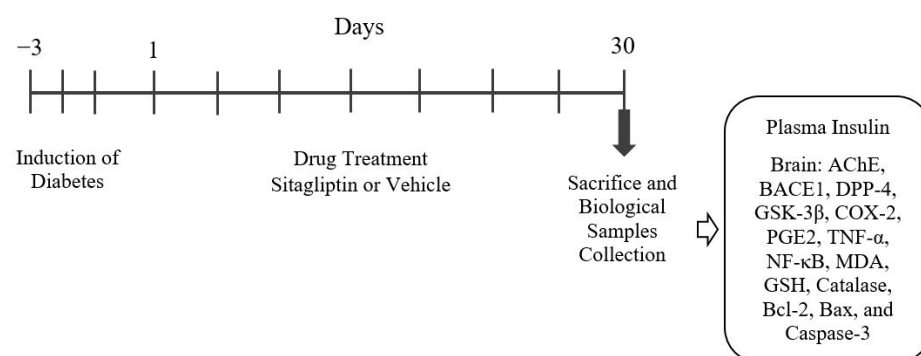 Days
−3
1
30
Induction of
Diabetes
Drug Treatment
Sitagliptin or Vehicle
Sacrifice and
Biological
Samples
Collection
Plasma Insulin
Brain: AChE,
BACE1, DPP-4,
GSK-3β, COX-2,
PGE2, TNF-α,
NF-κB, MDA,
GSH, Catalase,
Bcl-2, Bax, and
Caspase-3